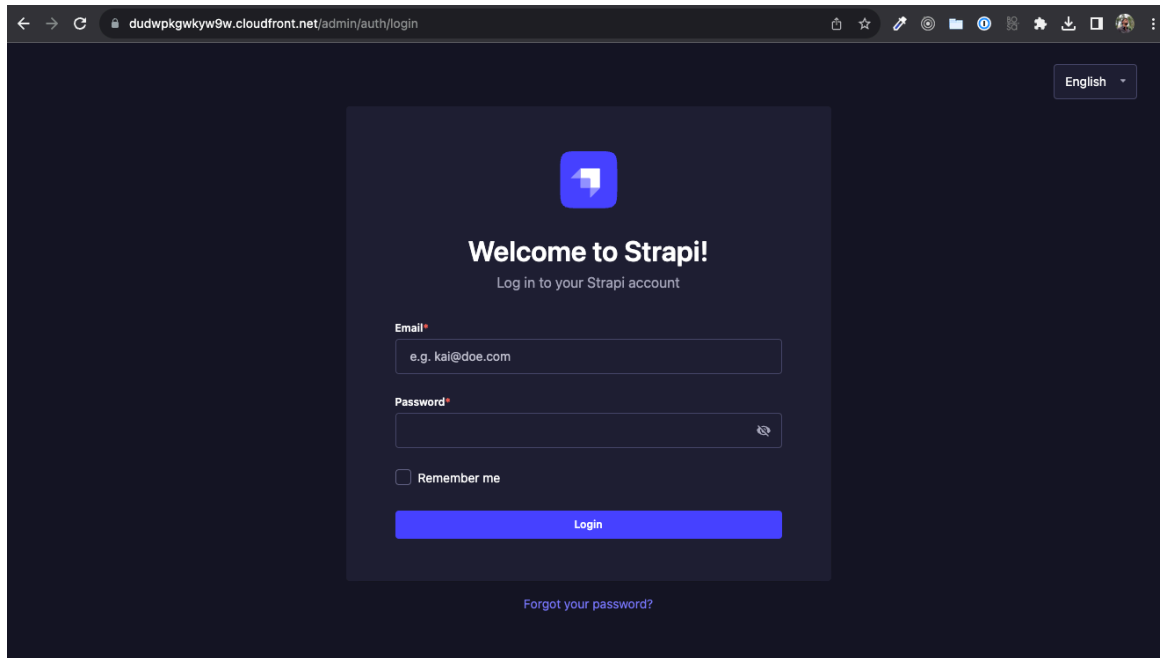 dudwpkgwkyw9w.cloudfront.net/admin/auth/login
English
Welcome to Strapi!
Log in to your Strapi account
Email*
e.g. kai@doe.com
Password*
Remember me
Login
Forgot your password?